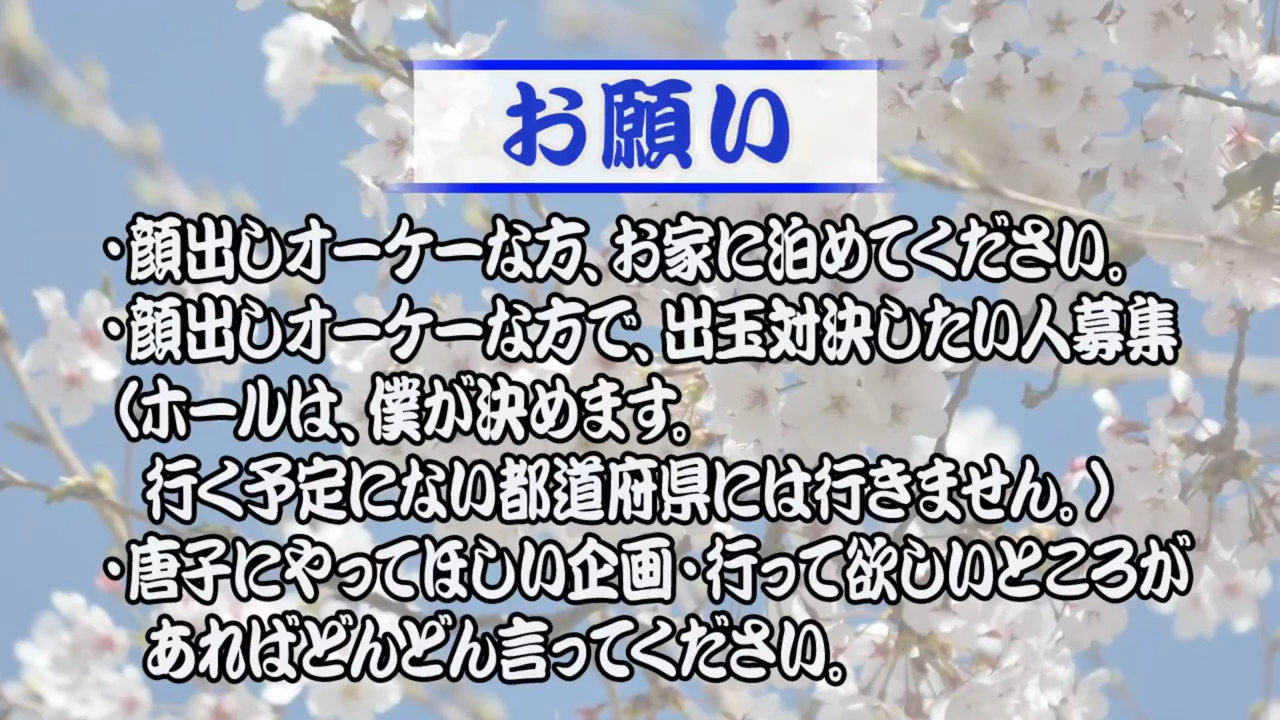 お願い
・顔出しオーケーな方、お家に泊めてください。
・顔出しオーケーな方で、出玉対決したい人募集
(ホールは、僕が決めます。
行く予定にない都道府県には行きません。)
・唐子にやってほしい企画・行って欲しいところが
あればどんどん言ってください。